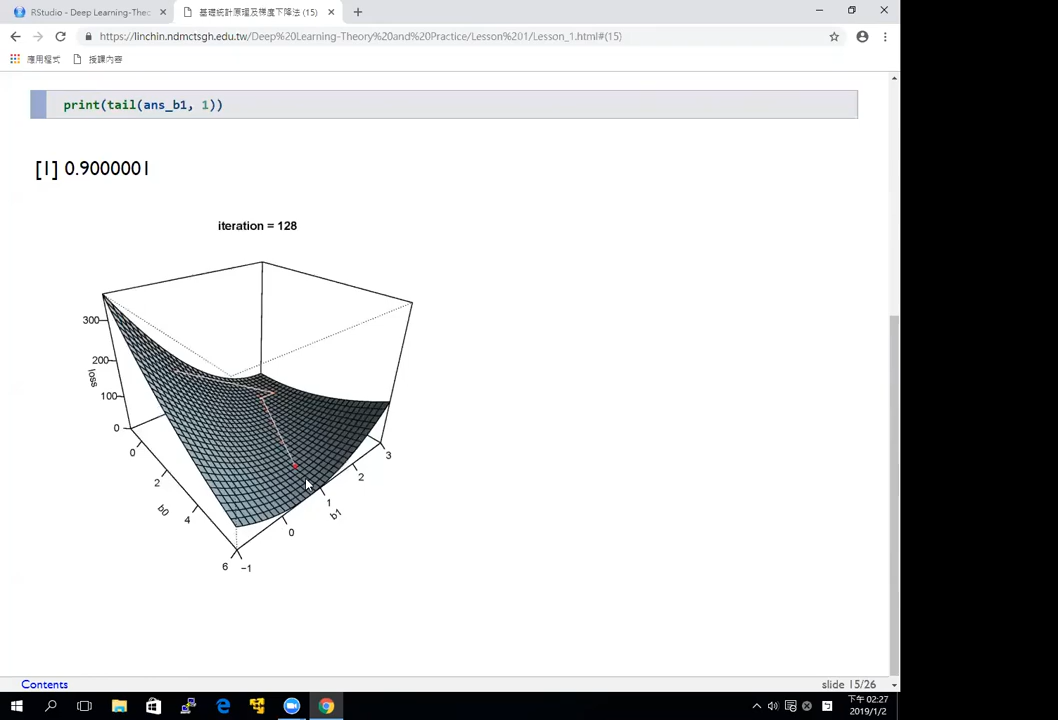 RStudio - Deep Learning-Theo
基礎統計原理及梯度下降法 (15)
https://linchin.ndmctsgh.edu.tw/Deep%20Learning-Theory%20and%20Practice/Lesson%201/Lesson_1.html#(15)
應用程式
授課內容
print(tail(ans_b1, 1))
[1] 0.9000001
iteration = 128
300
200
100
0
loss
0
2
4
6
b0
-1
0
1
2
3
b1
Contents
slide 15/26
下午 02:27
2019/1/2